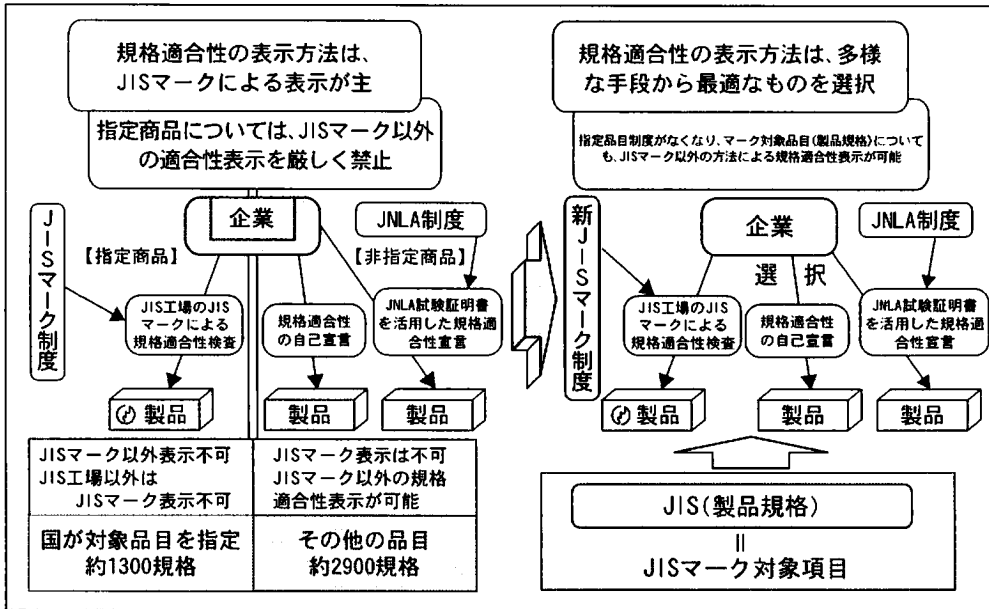 規格適合性の表示方法は、
JISマークによる表示が主
指定商品については、JISマーク以外
の適合性表示を厳しく禁止
企業
JNLA制度
JISマーク制度
【指定商品】
【非指定商品】
JIS工場のJIS
マークによる
規格適合性検査
規格適合性
の自己宣言
JNLA試験証明書
を活用した規格適
合性宣言
製品
製品
製品
JISマーク以外表示不可
JIS工場以外は
JISマーク表示不可
JISマーク表示は不可
JISマーク以外の規格
適合性表示が可能
国が対象品目を指定
約1300規格
その他の品目
約2900規格
規格適合性の表示方法は、多様
な手段から最適なものを選択
指定品目制度がなくなり、マーク対象品目(製品規格)について
も、JISマーク以外の方法による規格適合性表示が可能
新JISマーク制度
企業
JNLA制度
選択
JIS工場のJIS
マークによる
規格適合性検査
規格適合性
の自己宣言
JNLA試験証明書
を活用した規格適
合性宣言
製品
製品
製品
JIS(製品規格)
=
JISマーク対象項目